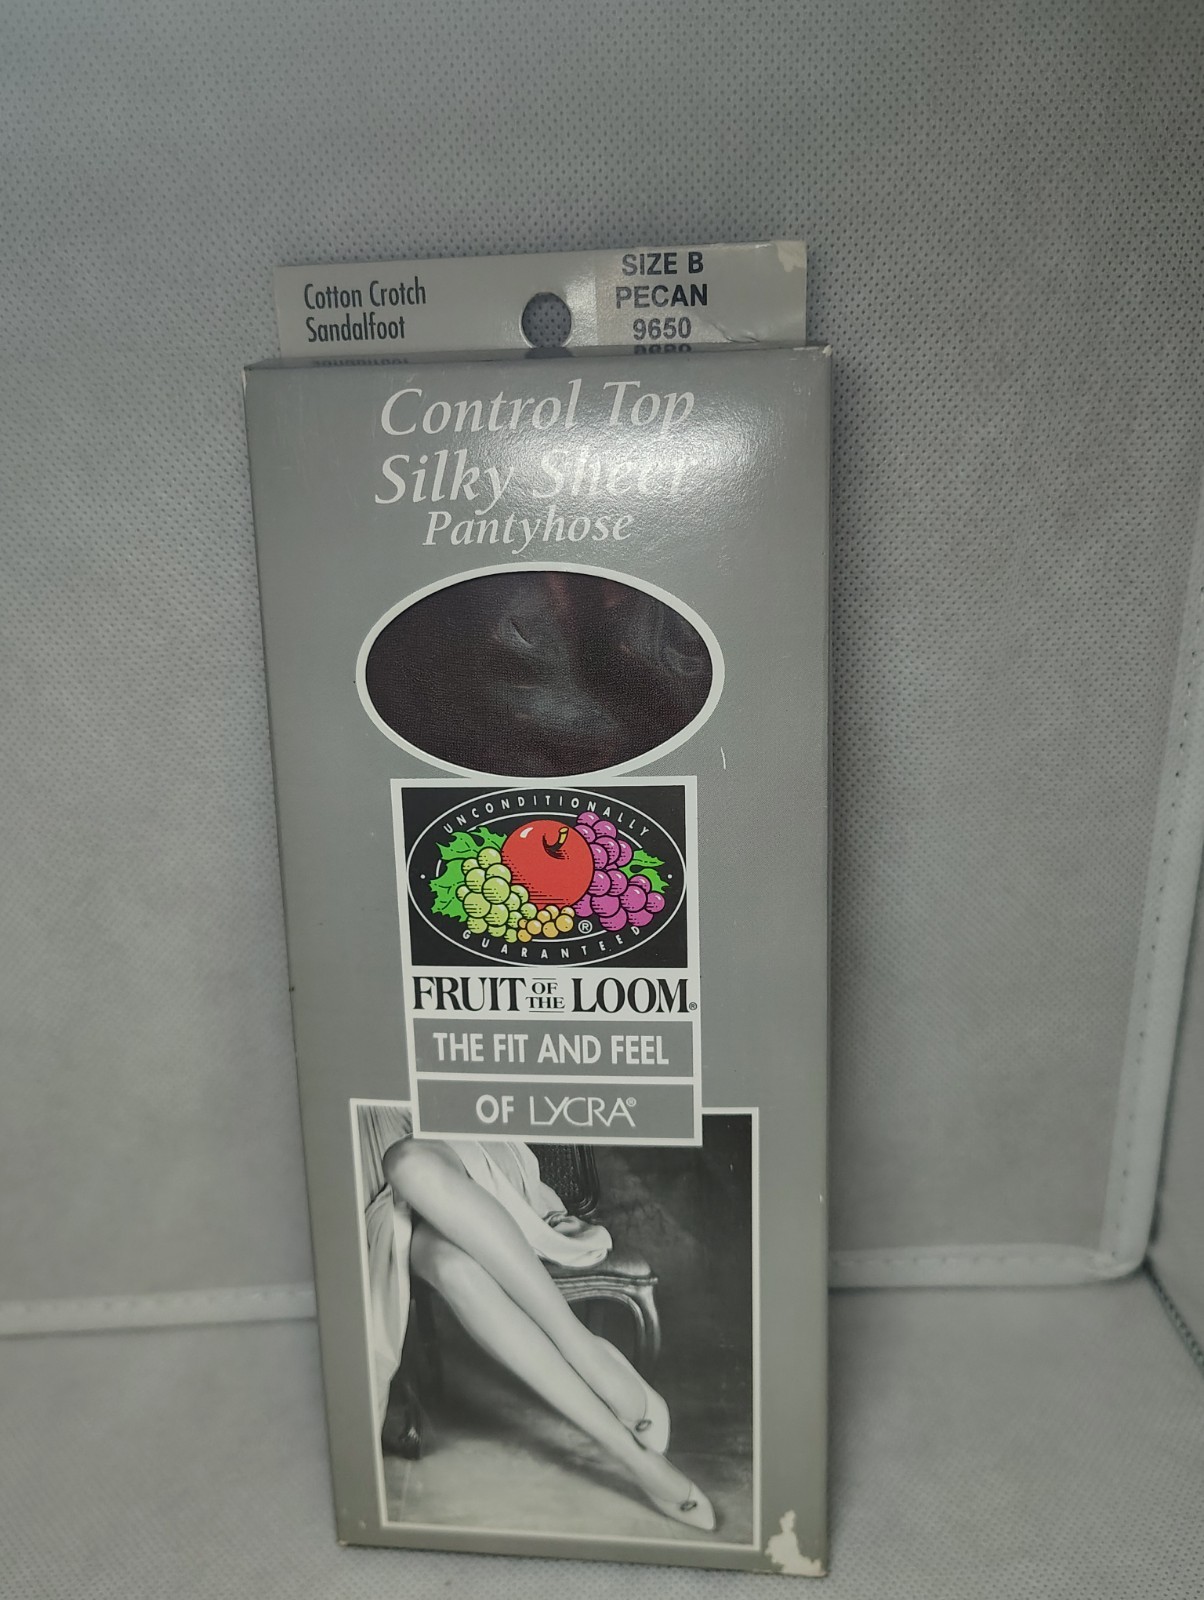 Cotton Crotch
Sandalfoot
SIZE B
PECAN
9650
Control Top
Silky Sheer
Pantyhose
UNCONDITIONALLY
GUARANTEED
®
FRUIT OF THE LOOM®
THE FIT AND FEEL
OF LYCRA®